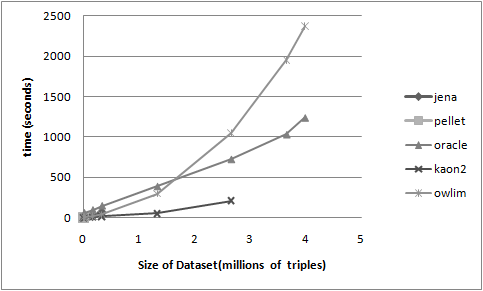 2500
2000
1500
1000
500
0
time (seconds)
0 1 2 3 4 5
Size of Dataset(millions of triples)
jena
pellet
oracle
kaon2
owlim